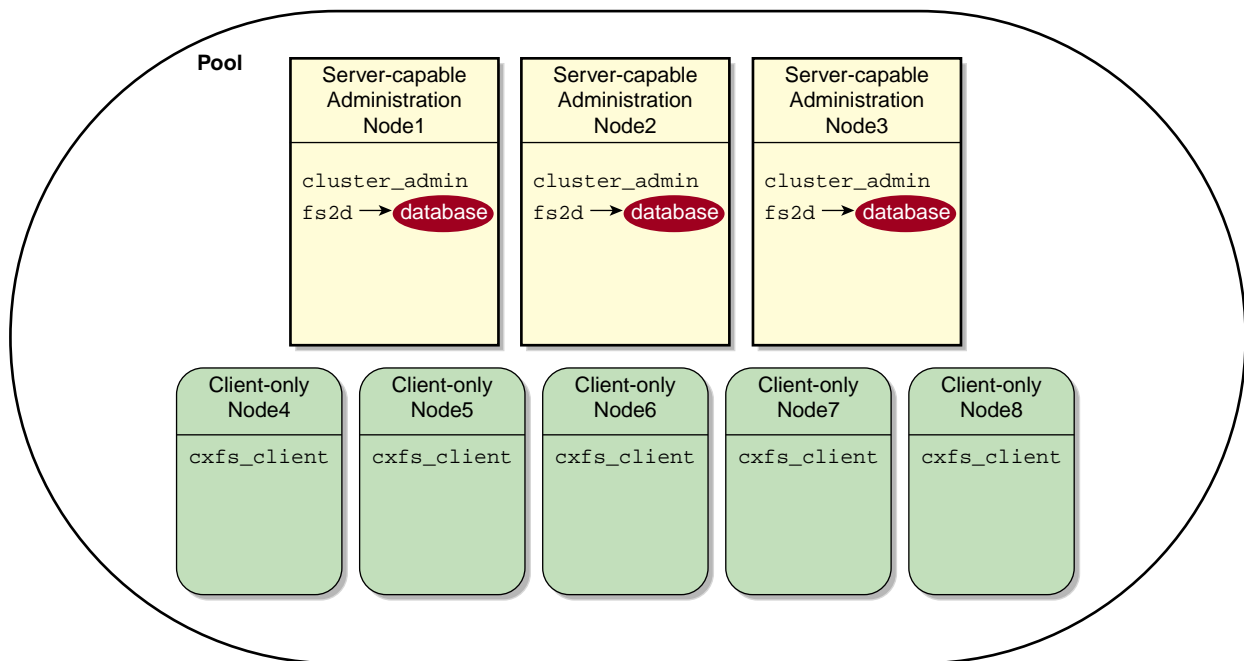 Pool
Server-capable
Administration
Node1
cluster_admin
fs2d
database
Server-capable
Administration
Node2
cluster_admin
fs2d
database
Server-capable
Administration
Node3
cluster_admin
fs2d
database
Client-only
Node4
cxfs_client
Client-only
Node5
cxfs_client
Client-only
Node6
cxfs_client
Client-only
Node7
cxfs_client
Client-only
Node8
cxfs_client